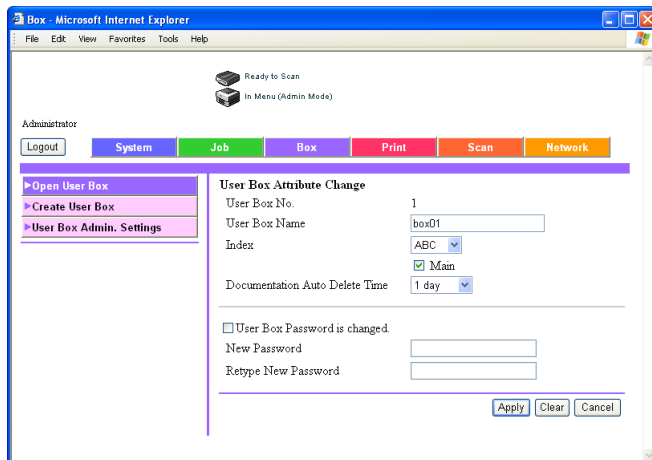 Box - Microsoft Internet Explorer
File Edit View Favorites Tools Help
Ready to Scan
In Menu (Admin Mode)
Administrator
Logout System Job Box Print Scan Network
Open User Box
Create User Box
User Box Admin. Settings
User Box Attribute Change
User Box No. 1
User Box Name box01
Index ABC
Main
Documentation Auto Delete Time 1 day
User Box Password is changed.
New Password
Retype New Password
Apply Clear Cancel